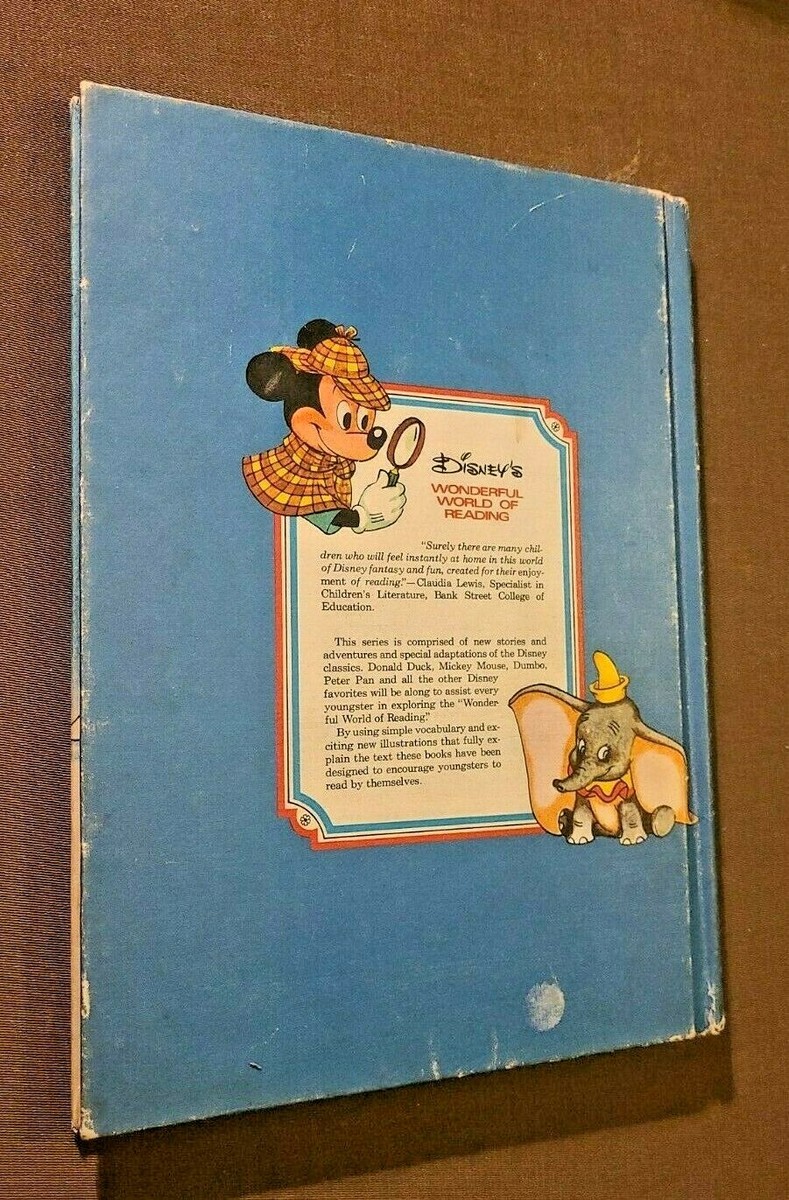 DISNEY'S
WONDERFUL
WORLD OF
READING
"Surely there are many chil-
dren who will feel instantly at home in this world
of Disney fantasy and fun, created for their enjoy-
ment of reading."—Claudia Lewis, Specialist in
Children's Literature, Bank Street College of
Education.
This series is comprised of new stories and
adventures and special adaptations of the Disney
classics. Donald Duck, Mickey Mouse, Dumbo,
Peter Pan and all the other Disney
favorites will be along to assist every
youngster in exploring the "Wonder-
ful World of Reading."
By using simple vocabulary and ex-
citing new illustrations that fully ex-
plain the text these books have been
designed to encourage youngsters to
read by themselves.